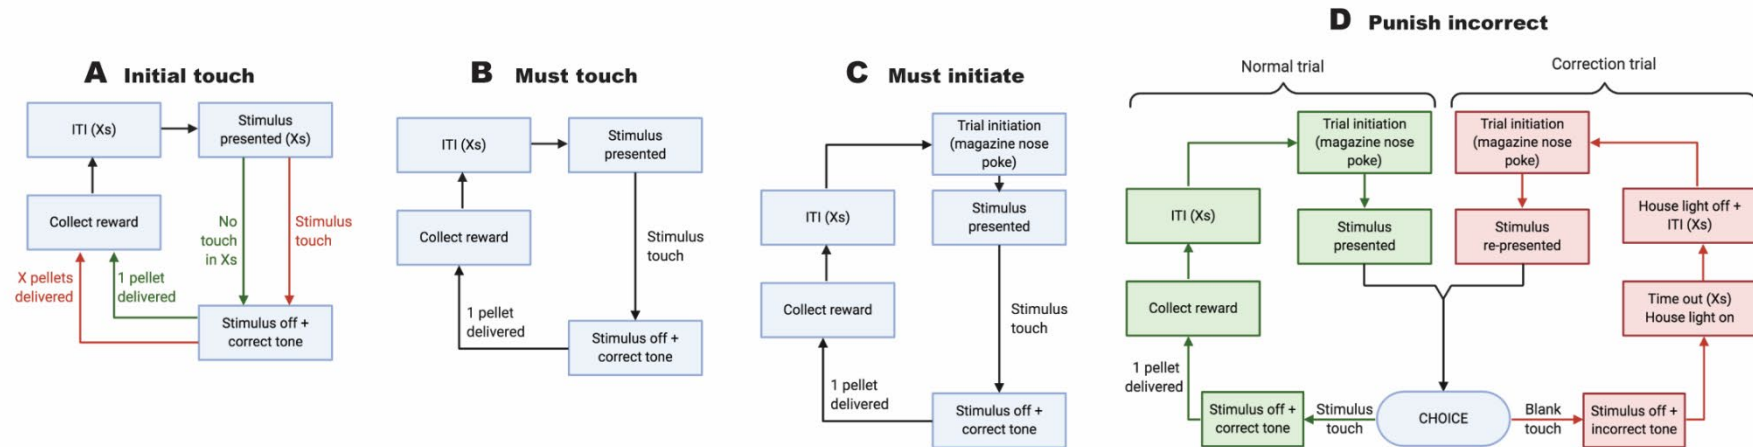 A Initial touch
ITI (Xs)
Stimulus
presented (Xs)
Collect reward
No
touch
in Xs
Stimulus
touch
X pellets
delivered
1 pellet
delivered
Stimulus off +
correct tone
B Must touch
ITI (Xs)
Stimulus
presented
Collect reward
Stimulus
touch
1 pellet
delivered
Stimulus off +
correct tone
C Must initiate
Trial initiation
(magazine nose
poke)
ITI (Xs)
Stimulus
presented
Collect reward
Stimulus
touch
1 pellet
delivered
Stimulus off +
correct tone
D Punish incorrect
Normal trial
Correction trial
Trial initiation
(magazine nose
poke)
Trial initiation
(magazine nose
poke)
ITI (Xs)
Stimulus
presented
Stimulus
re-presented
House light off +
ITI (Xs)
Collect reward
Time out (Xs)
House light on
1 pellet
delivered
Stimulus off +
correct tone
Stimulus
touch
CHOICE
Blank
touch
Stimulus off +
incorrect tone